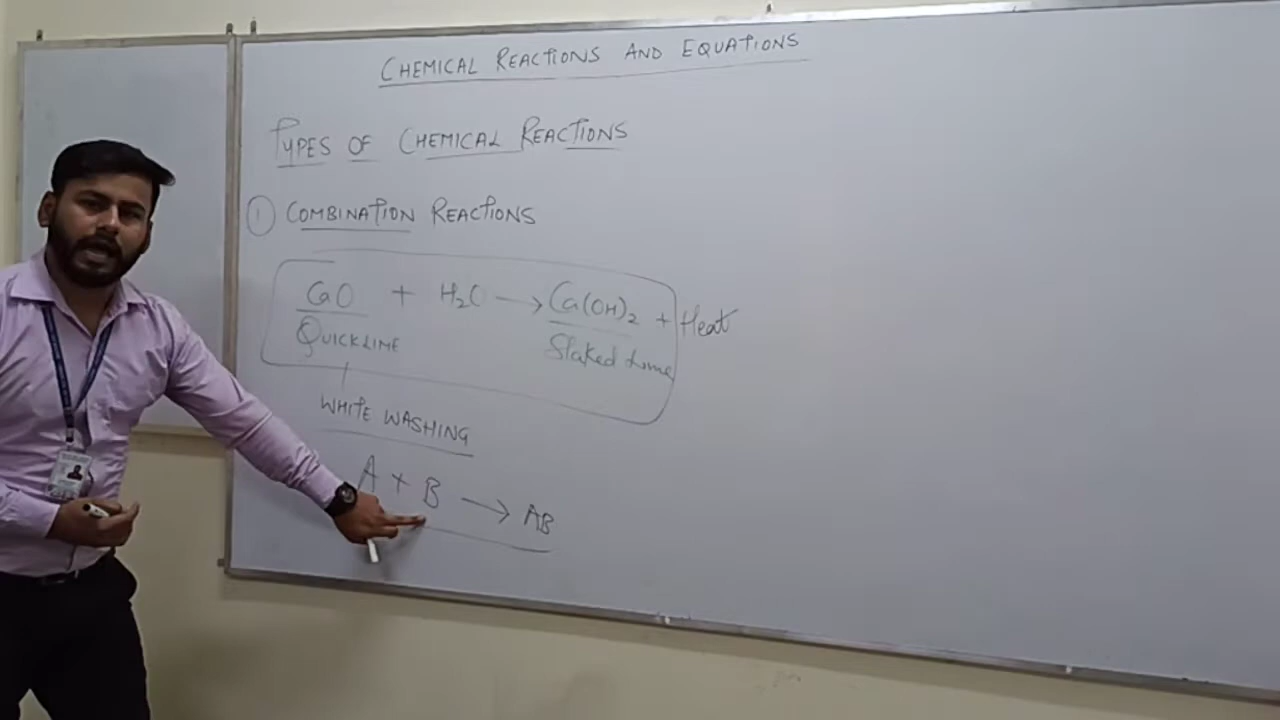 CHEMICAL REACTIONS AND EQUATIONS
TYPES OF CHEMICAL REACTIONS
① COMBINATION REACTIONS
CaO + H₂O → Ca(OH)₂ + Heat
QUICKLIME Slaked Lime
WHITE WASHING
A + B → AB